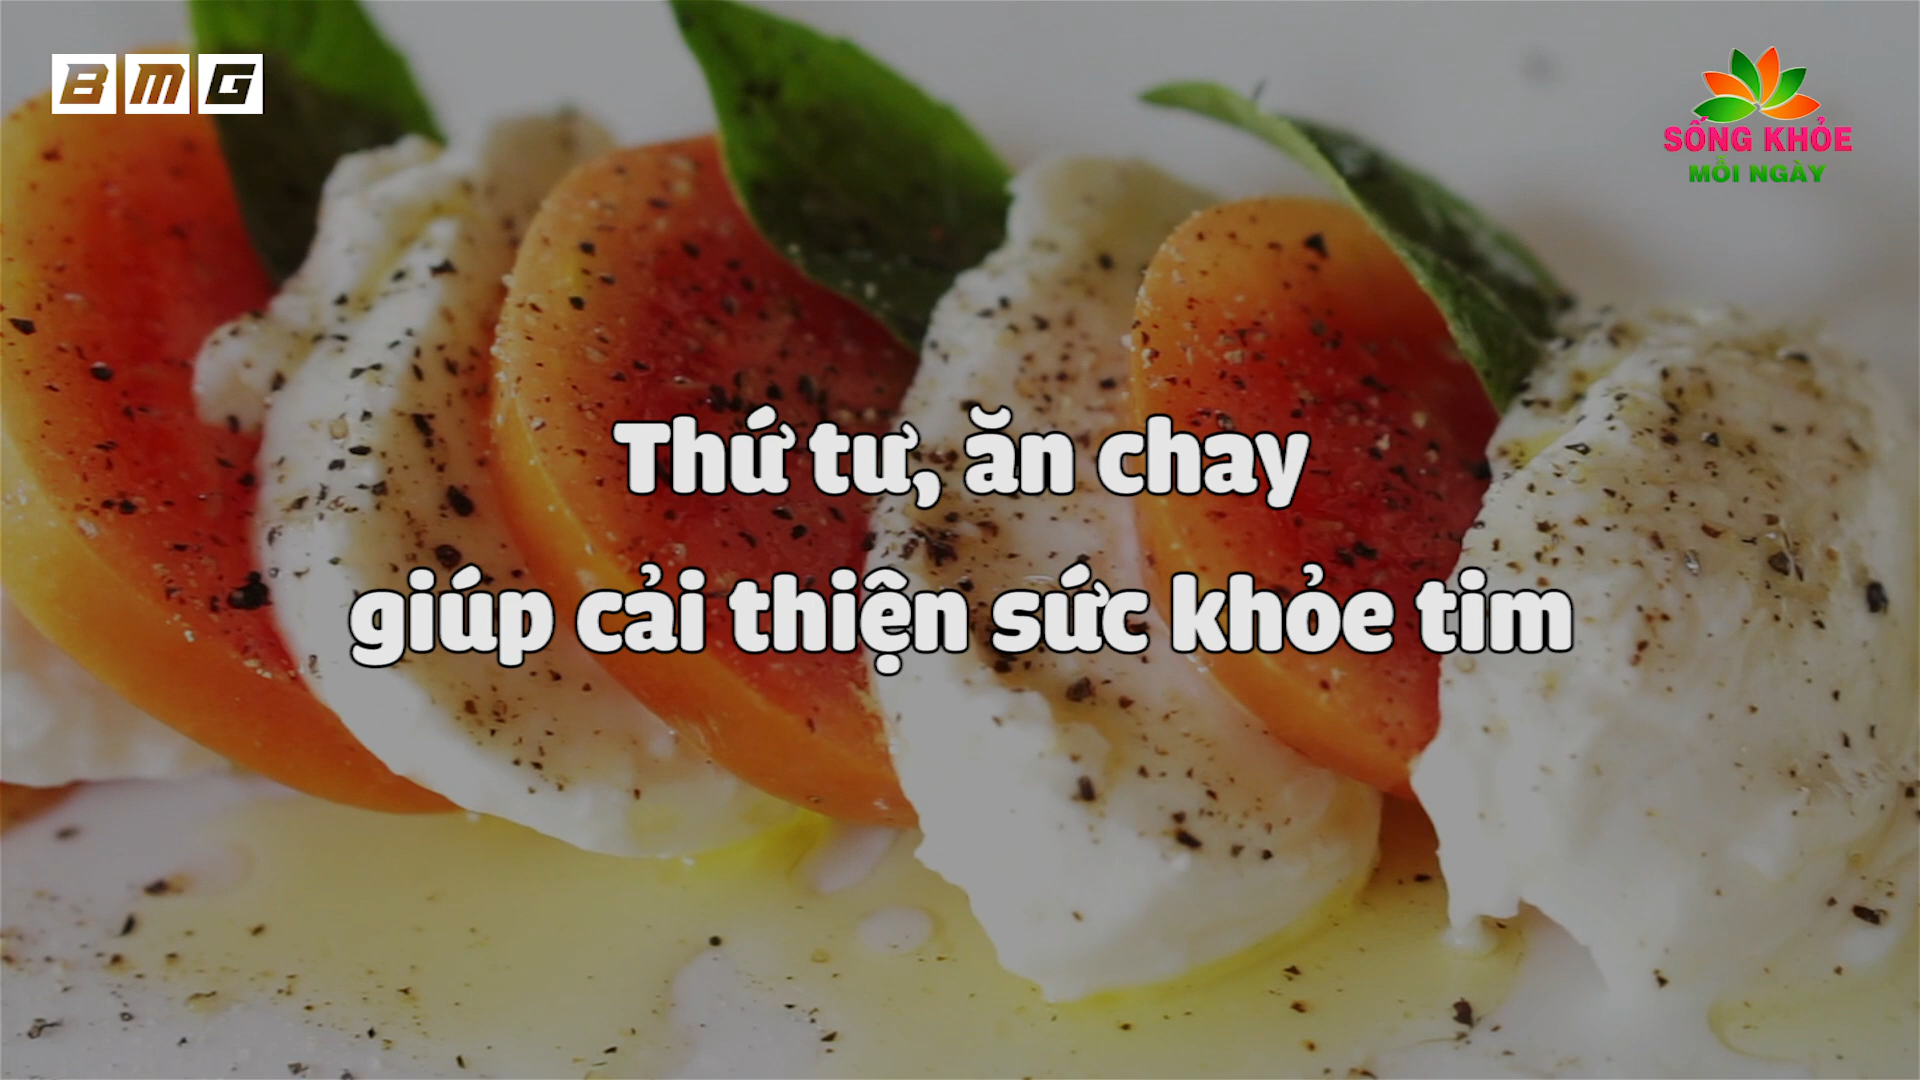 BMG
SỐNG KHỎE
MỖI NGÀY
Thứ tư, ăn chay
giúp cải thiện sức khỏe tim